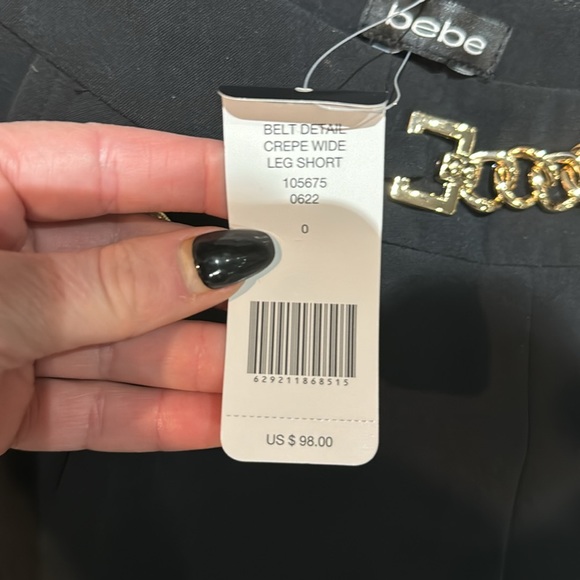 bebe
BELT DETAIL
CREPE WIDE
LEG SHORT
105675
0622
0
629211868515
US $ 98.00